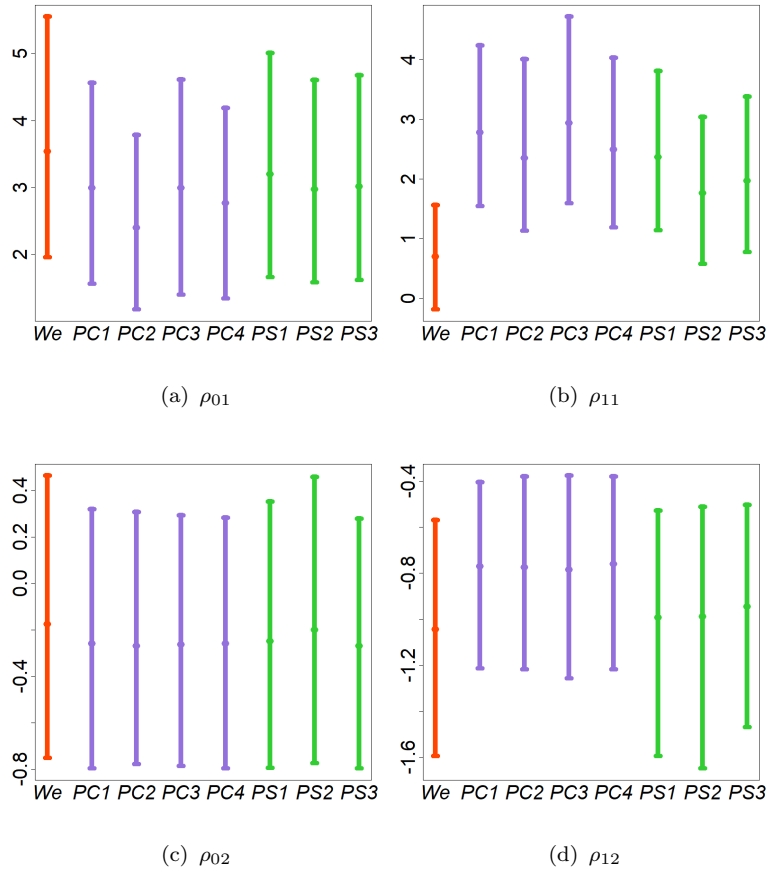 5
4
3
2
We PC1 PC2 PC3 PC4 PS1 PS2 PS3
(a) ρ01
4
3
2
1
0
We PC1 PC2 PC3 PC4 PS1 PS2 PS3
(b) ρ11
0.4
0.2
0.0
-0.4
-0.8
We PC1 PC2 PC3 PC4 PS1 PS2 PS3
(c) ρ02
-0.4
-0.8
-1.2
-1.6
We PC1 PC2 PC3 PC4 PS1 PS2 PS3
(d) ρ12